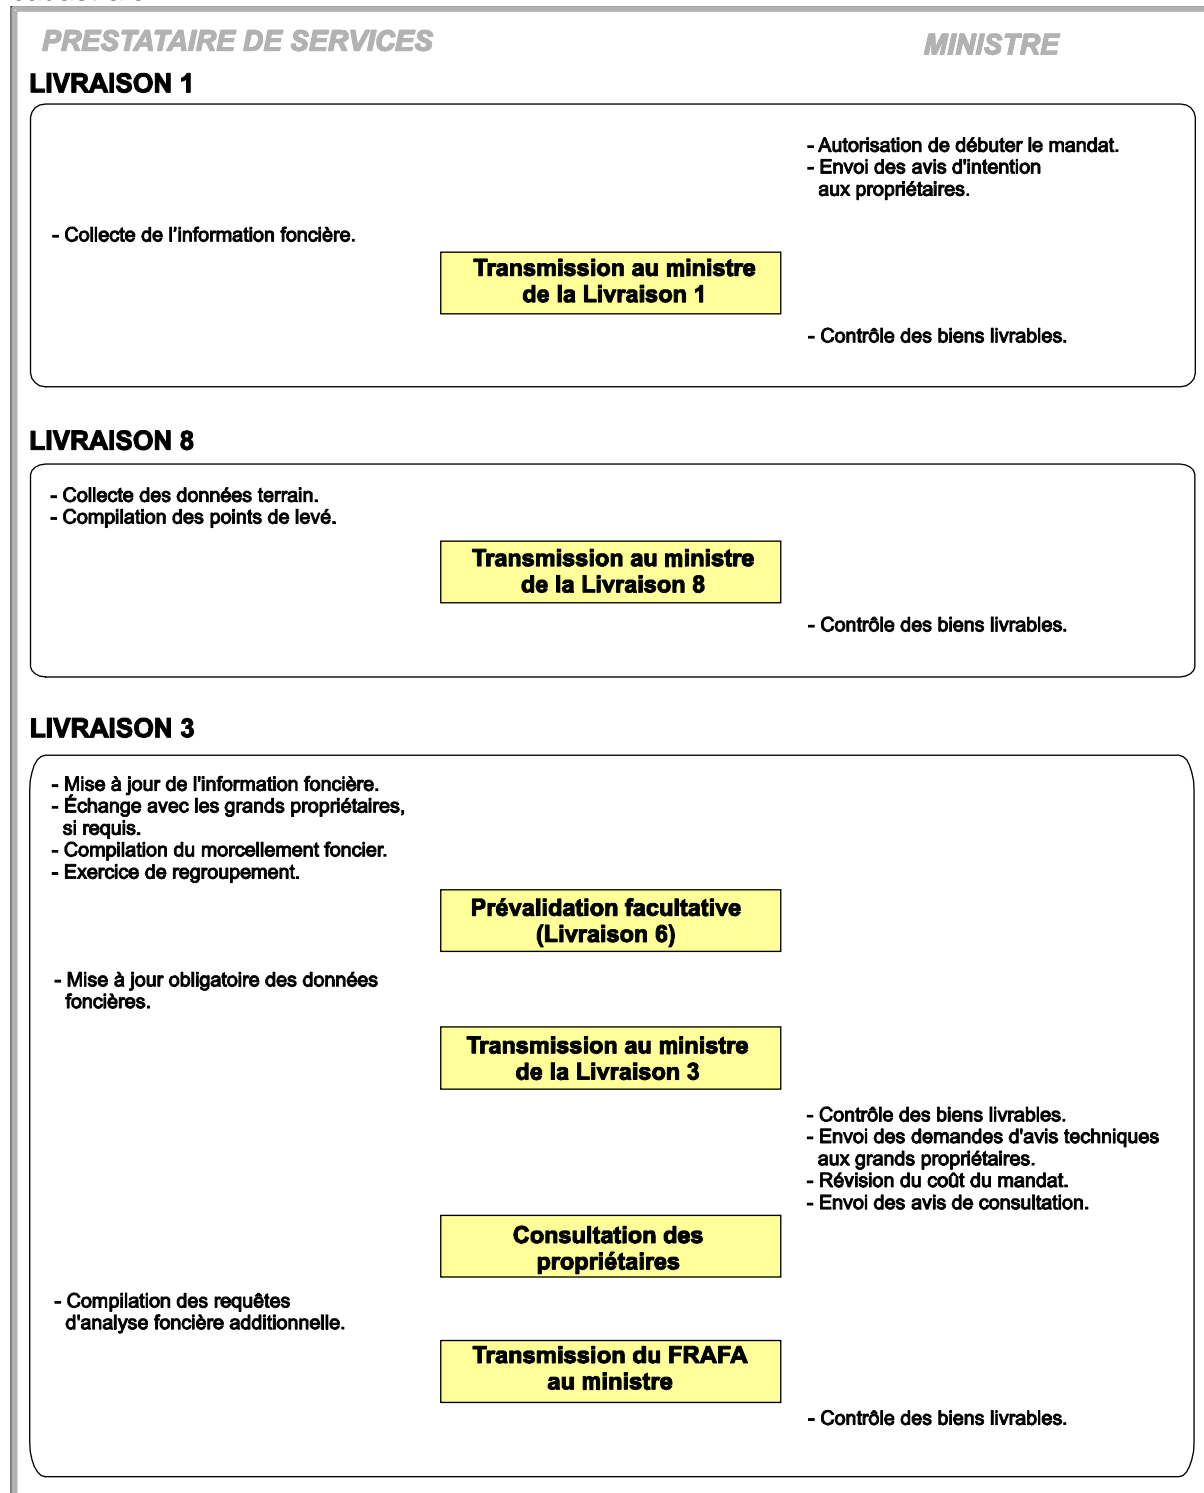 PRESTATAIRE DE SERVICES
MINISTRE
LIVRAISON 1
- Autorisation de débuter le mandat.
- Envoi des avis d'intention
aux propriétaires.
- Collecte de l'information foncière.
Transmission au ministre
de la Livraison 1
- Contrôle des biens livrables.
LIVRAISON 8
- Collecte des données terrain.
- Compilation des points de levé.
Transmission au ministre
de la Livraison 8
- Contrôle des biens livrables.
LIVRAISON 3
- Mise à jour de l'information foncière.
- Échange avec les grands propriétaires,
si requis.
- Compilation du morcellement foncier.
- Exercice de regroupement.
Prévalidation facultative
(Livraison 6)
- Mise à jour obligatoire des données
foncières.
Transmission au ministre
de la Livraison 3
- Contrôle des biens livrables.
- Envoi des demandes d'avis techniques
aux grands propriétaires.
- Révision du coût du mandat.
- Envoi des avis de consultation.
Consultation des
propriétaires
- Compilation des requêtes
d'analyse foncière additionnelle.
Transmission du FRAFA
au ministre
- Contrôle des biens livrables.